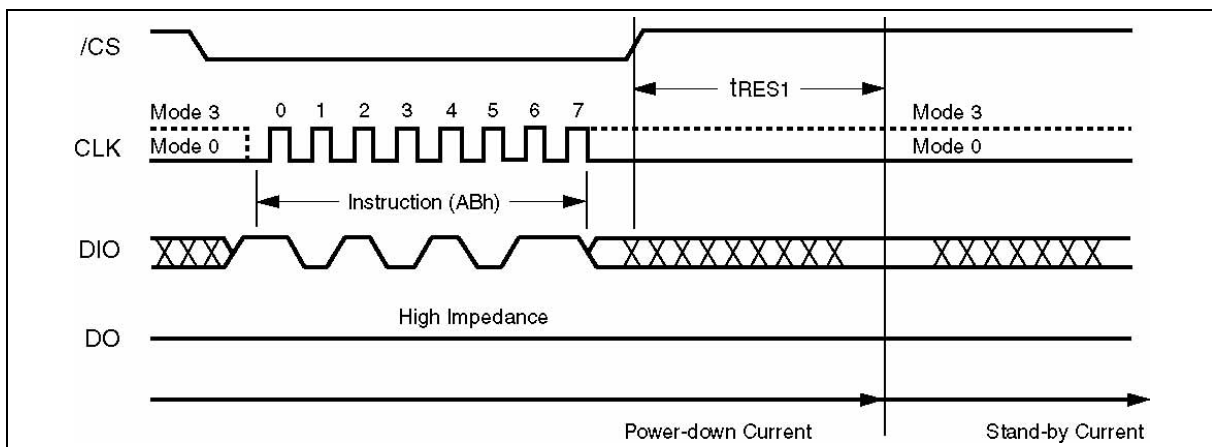 /CS
tRES1
Mode 3 0 1 2 3 4 5 6 7 Mode 3
CLK Mode 0 Mode 0
Instruction (ABh)
DIO
High Impedance
DO
Power-down Current Stand-by Current